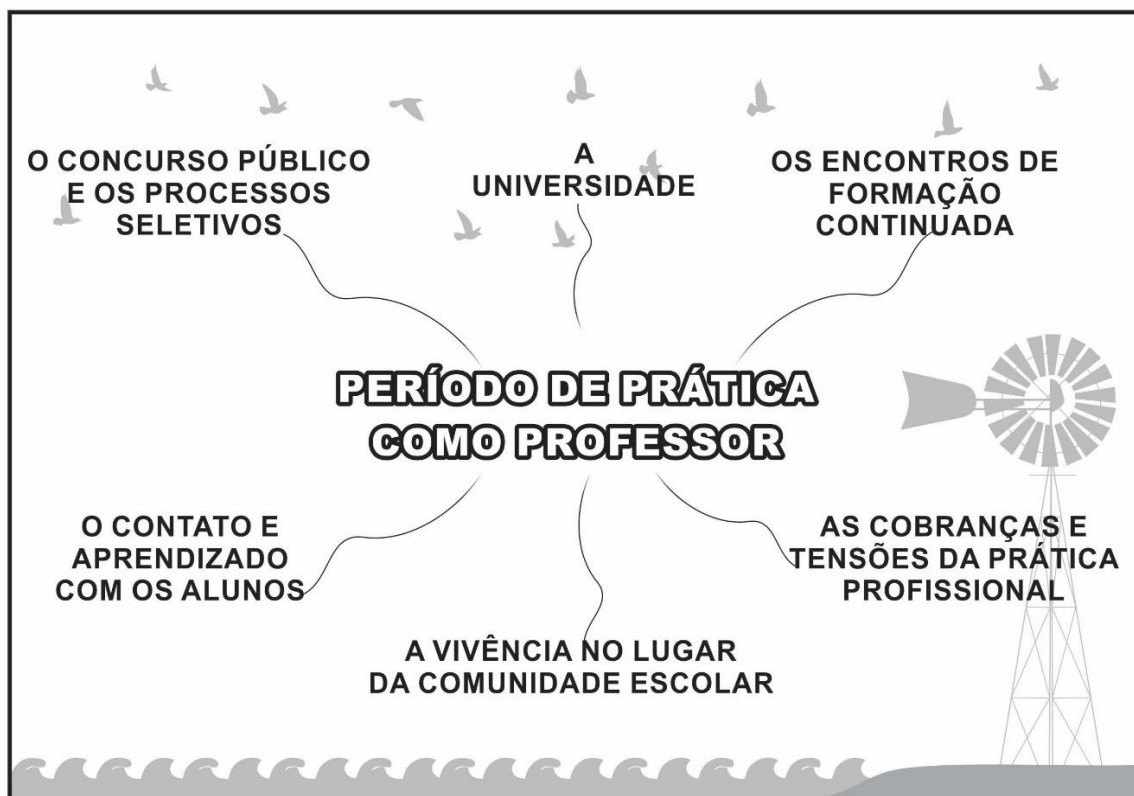 O CONCURSO PÚBLICO
E OS PROCESSOS
SELETIVOS
A
UNIVERSIDADE
OS ENCONTROS DE
FORMAÇÃO
CONTINUADA
PERÍODO DE PRÁTICA
COMO PROFESSOR
O CONTATO E
APRENDIZADO
COM OS ALUNOS
A VIVÊNCIA NO LUGAR
DA COMUNIDADE ESCOLAR
AS COBRANÇAS E
TENSÕES DA PRÁTICA
PROFISSIONAL